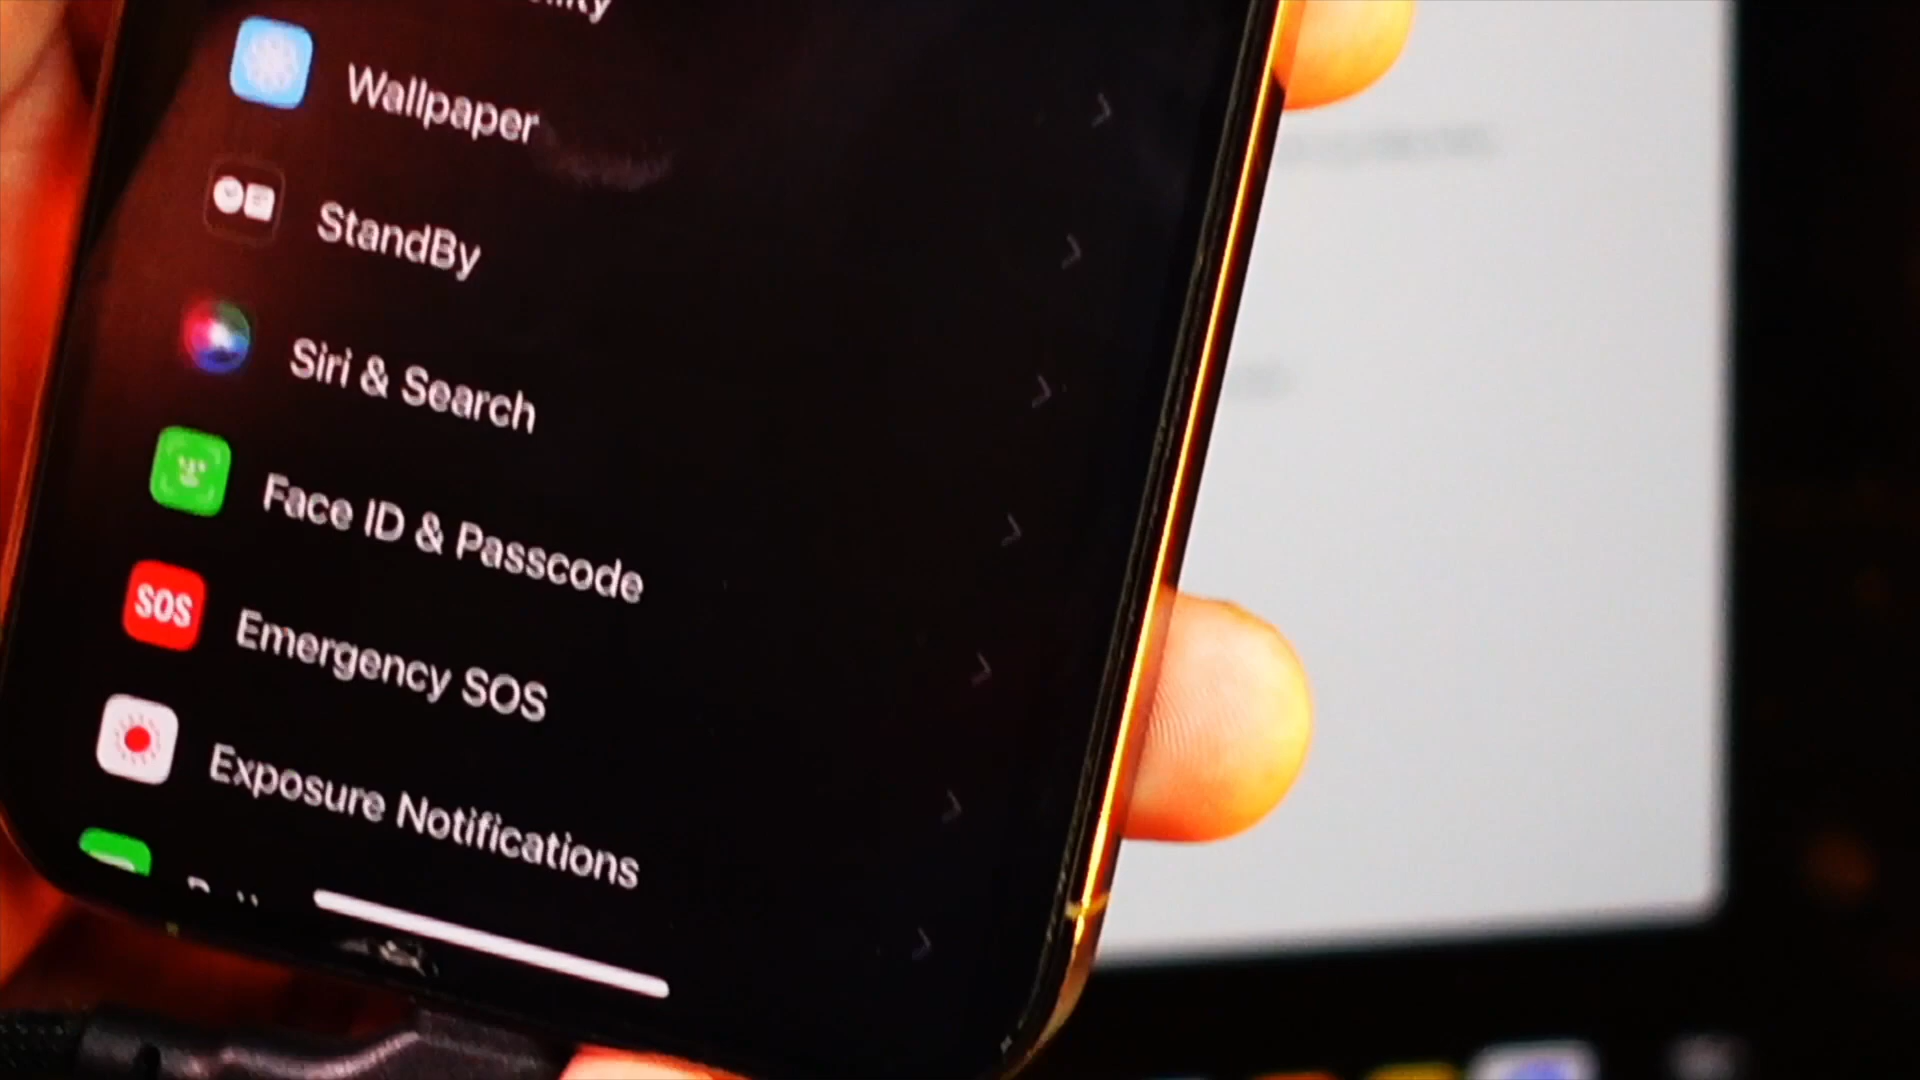 Wallpaper
StandBy
Siri & Search
Face ID & Passcode
SOS
Emergency SOS
Exposure Notifications